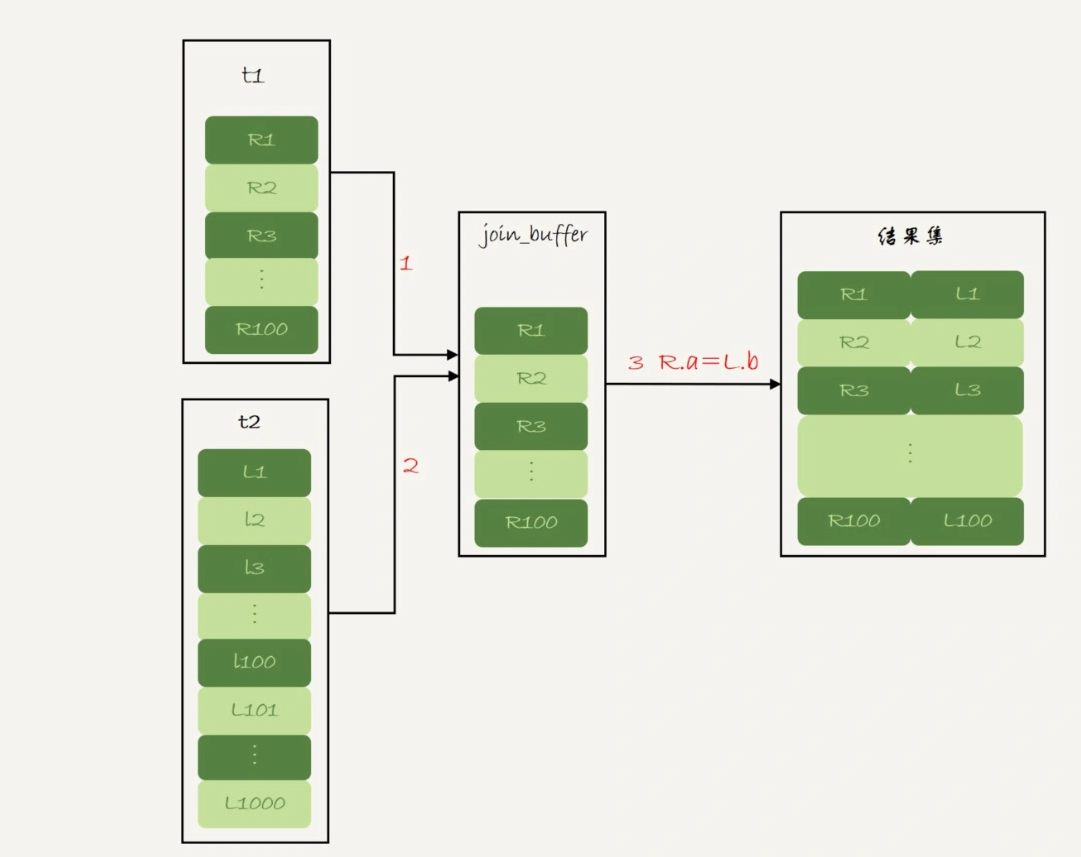 t1
R1
R2
R3
⋮
R100
1
t2
L1
l2
l3
⋮
l100
L101
⋮
L1000
2
join_buffer
R1
R2
R3
⋮
R100
3 R.a=L.b
结果集
R1 L1
R2 L2
R3 L3
⋮
R100 L100